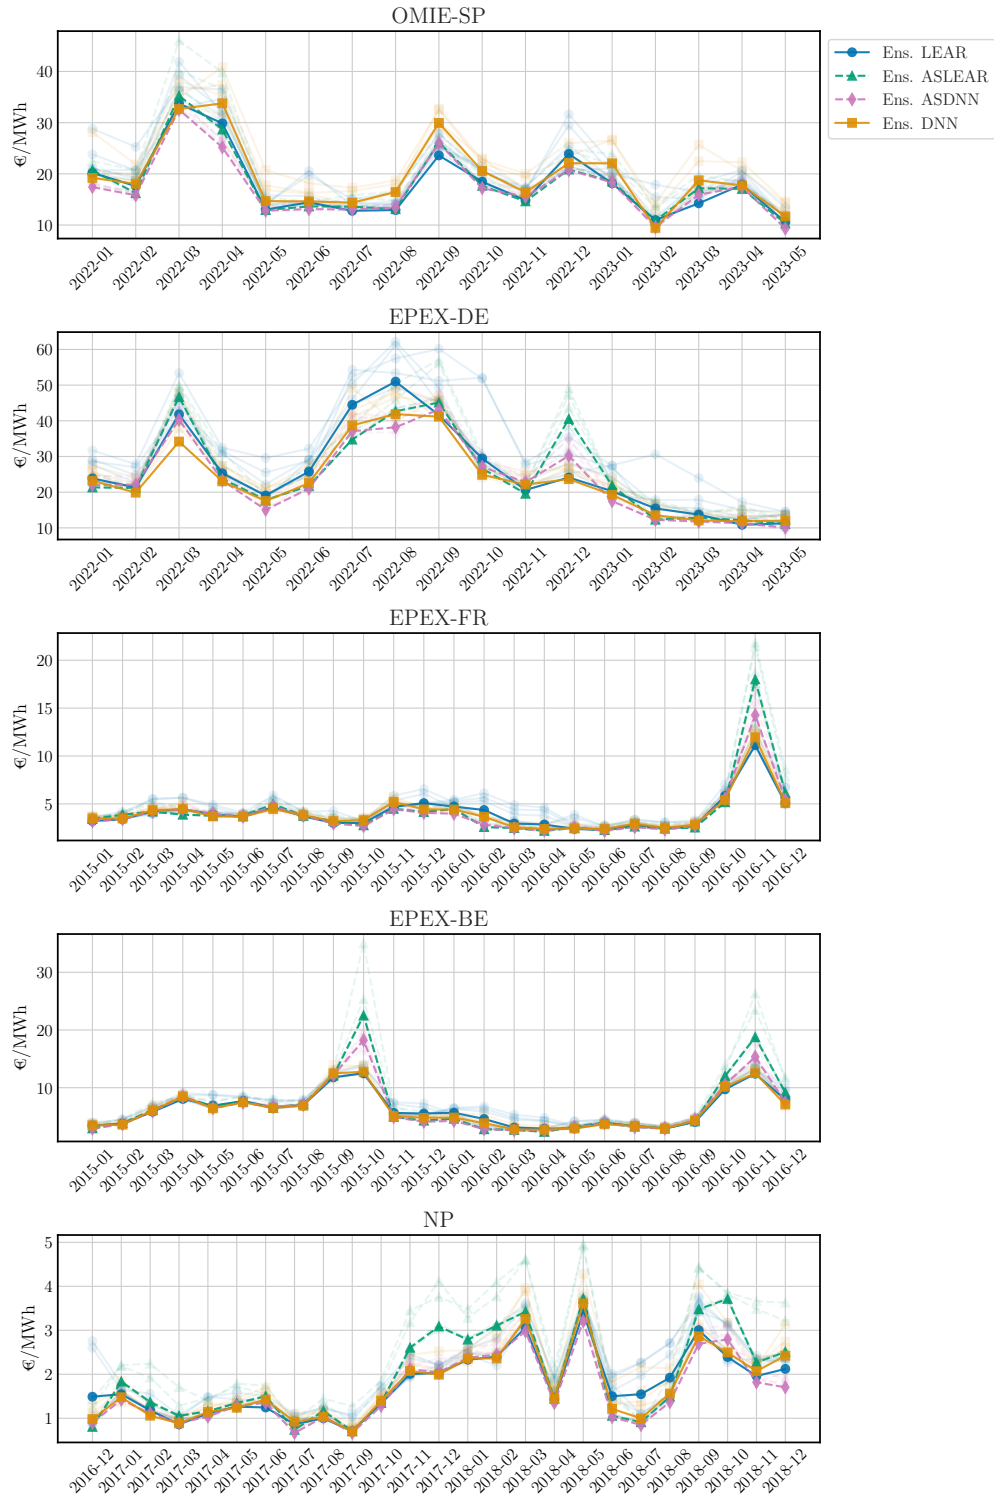 OMIE-SP
€/MWh
40
30
20
10
2022-01 2022-02 2022-03 2022-04 2022-05 2022-06 2022-07 2022-08 2022-09 2022-10 2022-11 2022-12 2023-01 2023-02 2023-03 2023-04 2023-05
Ens. LEAR
Ens. ASLEAR
Ens. ASDNN
Ens. DNN
EPEX-DE
€/MWh
60
50
40
30
20
10
2022-01 2022-02 2022-03 2022-04 2022-05 2022-06 2022-07 2022-08 2022-09 2022-10 2022-11 2022-12 2023-01 2023-02 2023-03 2023-04 2023-05
EPEX-FR
€/MWh
20
15
10
5
2015-01 2015-02 2015-03 2015-04 2015-05 2015-06 2015-07 2015-08 2015-09 2015-10 2015-11 2015-12 2016-01 2016-02 2016-03 2016-04 2016-05 2016-06 2016-07 2016-08 2016-09 2016-10 2016-11 2016-12
EPEX-BE
€/MWh
30
20
10
2015-01 2015-02 2015-03 2015-04 2015-05 2015-06 2015-07 2015-08 2015-09 2015-10 2015-11 2015-12 2016-01 2016-02 2016-03 2016-04 2016-05 2016-06 2016-07 2016-08 2016-09 2016-10 2016-11 2016-12
NP
€/MWh
5
4
3
2
1
2016-12 2017-01 2017-02 2017-03 2017-04 2017-05 2017-06 2017-07 2017-08 2017-09 2017-10 2017-11 2017-12 2018-01 2018-02 2018-03 2018-04 2018-05 2018-06 2018-07 2018-08 2018-09 2018-10 2018-11 2018-12